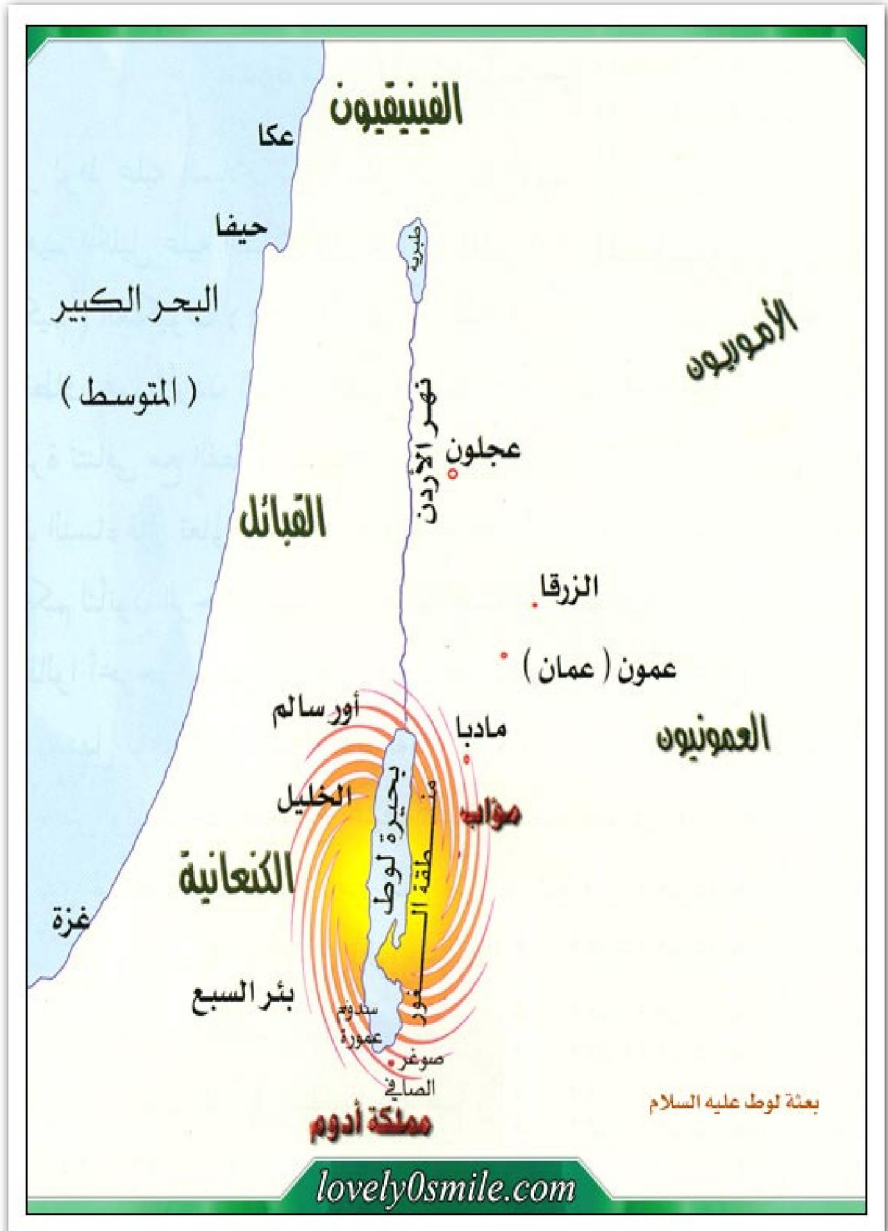 الفينيقيون
عكا
حيفا
طبرية
البحر الكبير
( المتوسط )
الأموريون
نهر الأردن
عجلون
القبائل
الزرقا
عمون ( عمان )
أور سالم
مادبا
العمونيون
الخليل
بحيرة لوط
منطقة الغور
مؤاب
الكنعانية
غزة
بئر السبع
سدوم
عمورة
صوغر
الصافي
مملكة أدوم
بعثة لوط عليه السلام
lovely0smile.com